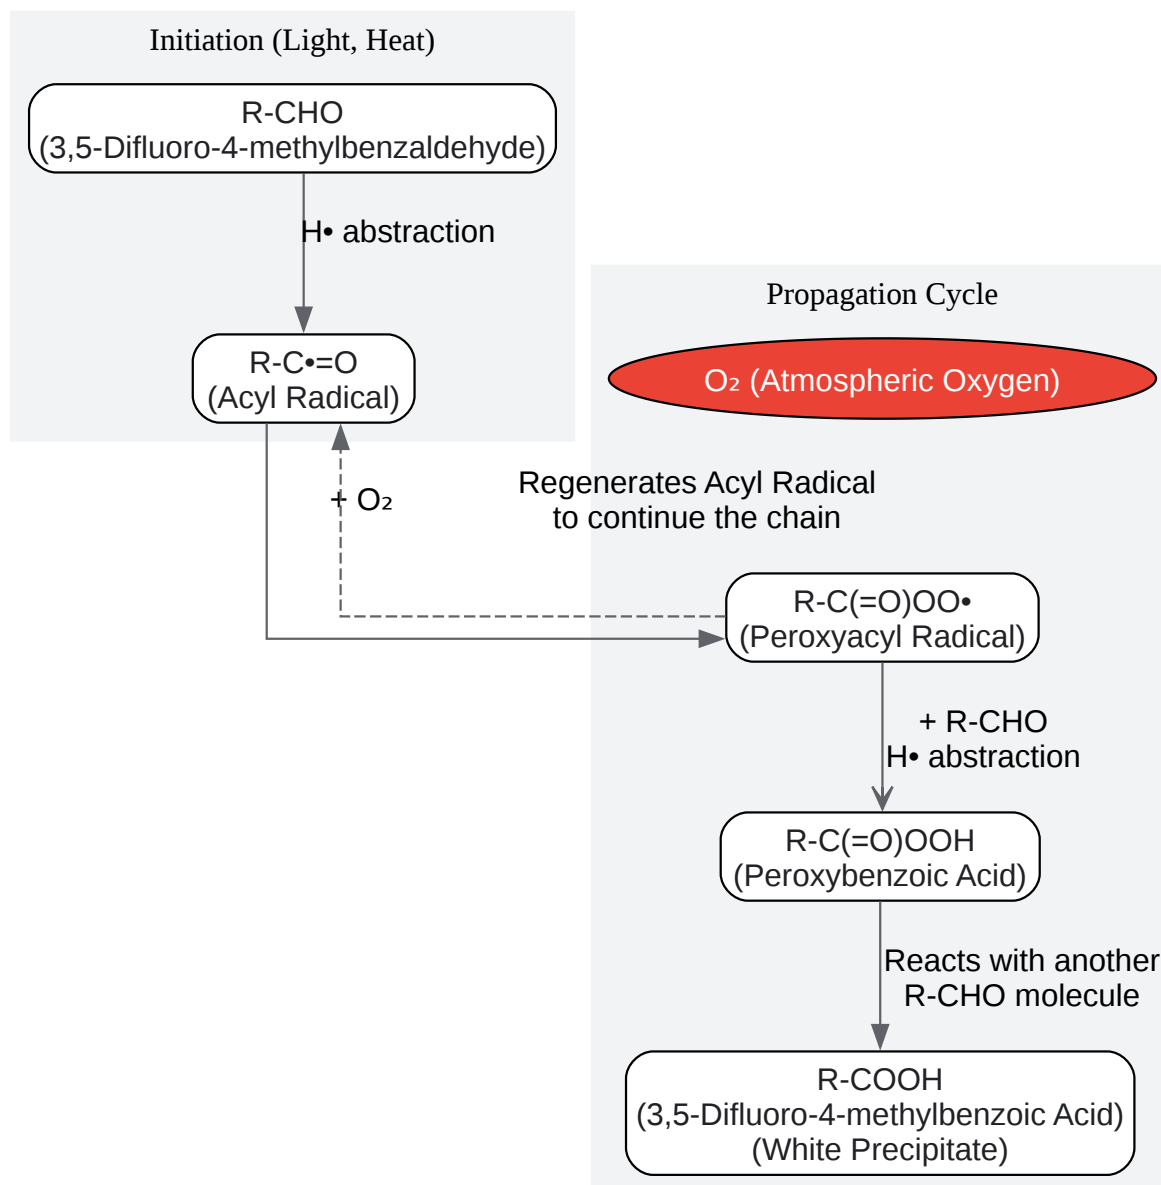 Initiation (Light, Heat)
R-CHO
(3,5-Difluoro-4-methylbenzaldehyde)
H• abstraction
R-C•=O
(Acyl Radical)
Propagation Cycle
O₂ (Atmospheric Oxygen)
+ O₂
Regenerates Acyl Radical
to continue the chain
R-C(=O)OO•
(Peroxyacyl Radical)
+ R-CHO
H• abstraction
R-C(=O)OOH
(Peroxybenzoic Acid)
Reacts with another
R-CHO molecule
R-COOH
(3,5-Difluoro-4-methylbenzoic Acid)
(White Precipitate)